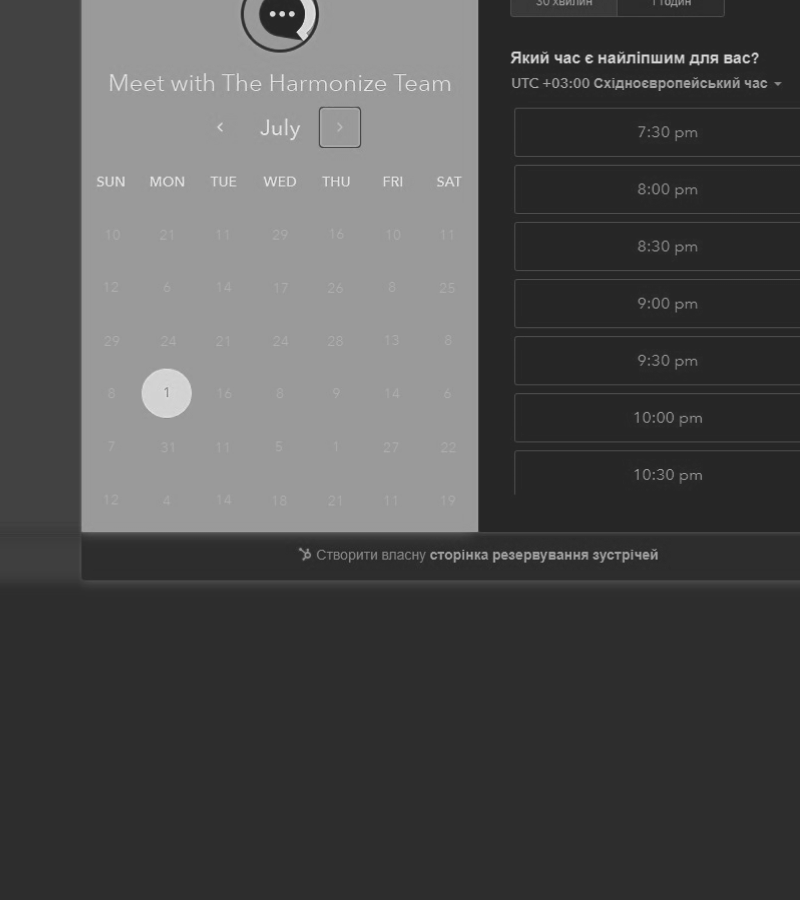 Meet with The Harmonize Team
July
SUN MON TUE WED THU FRI SAT
10 21 11 29 16 10 11
12 6 14 17 26 8 25
29 24 21 24 28 13 8
8 1 16 8 9 14 6
7 31 11 5 1 27 22
12 4 14 18 21 11 19
30 хвилин 1 годин
Який час є найліпшим для вас?
UTC +03:00 Східноєвропейський час
7:30 pm
8:00 pm
8:30 pm
9:00 pm
9:30 pm
10:00 pm
10:30 pm
Створити власну сторінка резервування зустрічей